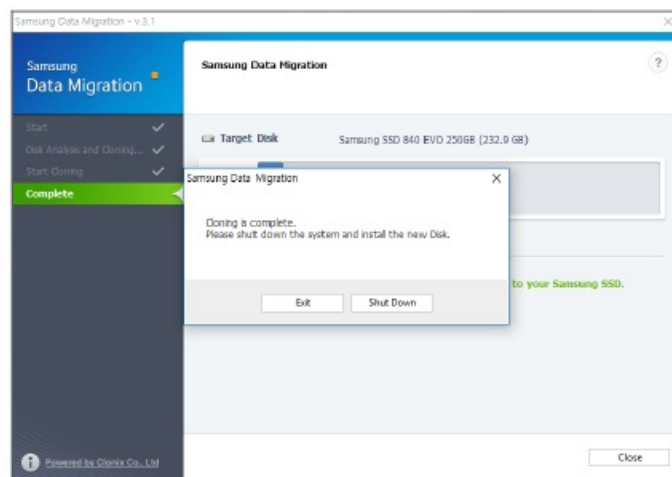 Samsung Data Migration - v.3.1
Samsung
Data Migration
Start
Disk Analysis and Cloning...
Start Cloning
Complete
Samsung Data Migration
?
Target Disk Samsung SSD 840 EVO 250GB (232.9 GB)
Samsung Data Migration
Cloning is complete.
Please shut down the system and install the new Disk.
Exit Shut Down
to your Samsung SSD.
Powered by Clonix Co., Ltd
Close